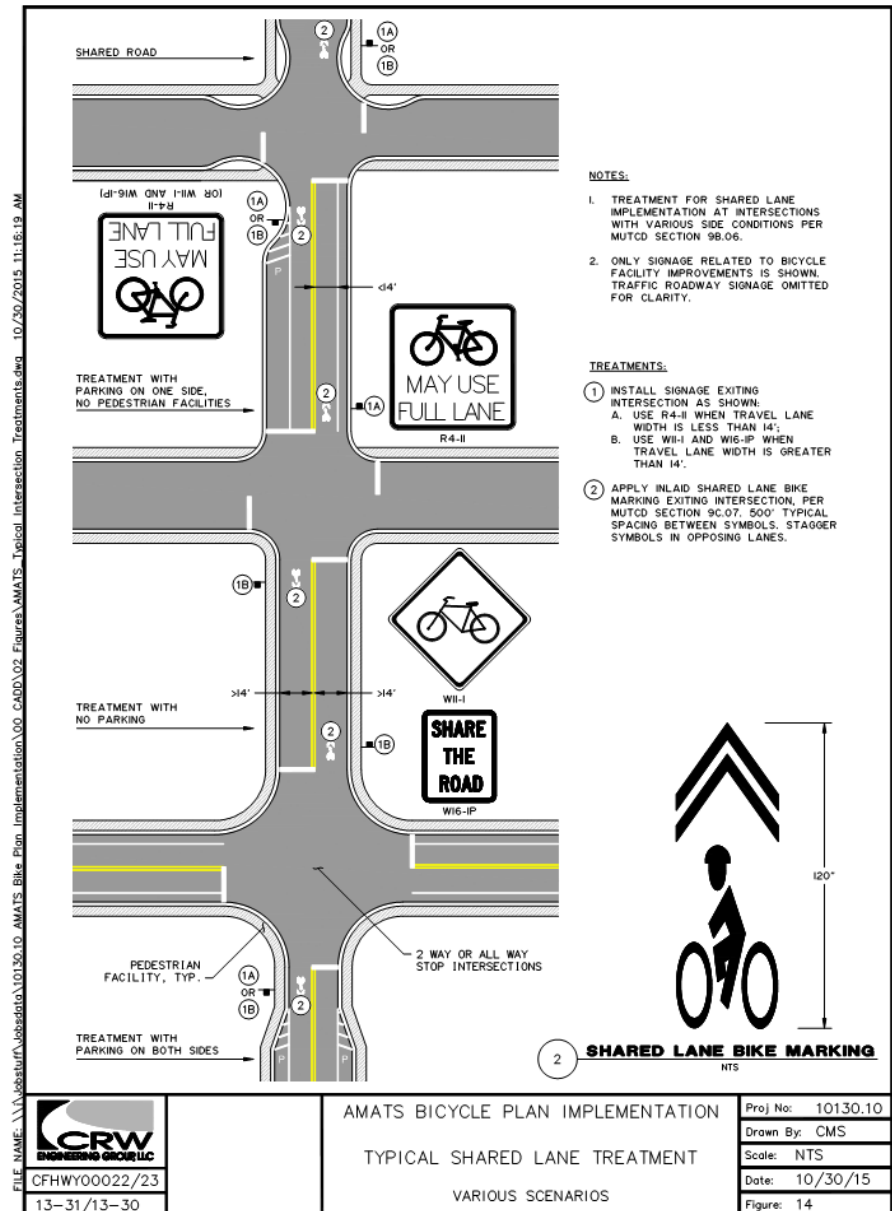 SHARED ROAD
2
1A
OR
1B
R4-11
(OR W11-1 AND W16-1P)
MAY USE
FULL LANE
1A
OR
1B
2
P
<14'
MAY USE
FULL LANE
R4-11
TREATMENT WITH
PARKING ON ONE SIDE,
NO PEDESTRIAN FACILITIES
2
1A
NOTES:
1. TREATMENT FOR SHARED LANE
IMPLEMENTATION AT INTERSECTIONS
WITH VARIOUS SIDE CONDITIONS PER
MUTCD SECTION 9B.06.
2. ONLY SIGNAGE RELATED TO BICYCLE
FACILITY IMPROVEMENTS IS SHOWN.
TRAFFIC ROADWAY SIGNAGE OMITTED
FOR CLARITY.
TREATMENTS:
1 INSTALL SIGNAGE EXITING
INTERSECTION AS SHOWN:
A. USE R4-11 WHEN TRAVEL LANE
WIDTH IS LESS THAN 14';
B. USE W11-1 AND W16-1P WHEN
TRAVEL LANE WIDTH IS GREATER
THAN 14'.
2 APPLY INLAID SHARED LANE BIKE
MARKING EXITING INTERSECTION, PER
MUTCD SECTION 9C.07. 500' TYPICAL
SPACING BETWEEN SYMBOLS. STAGGER
SYMBOLS IN OPPOSING LANES.
1B
2
>14'
>14'
W11-1
TREATMENT WITH
NO PARKING
2
1B
SHARE
THE
ROAD
W16-1P
120"
PEDESTRIAN
FACILITY, TYP.
2 WAY OR ALL WAY
STOP INTERSECTIONS
1A
OR
1B
2
TREATMENT WITH
PARKING ON BOTH SIDES
P
P
2 SHARED LANE BIKE MARKING
NTS
FILE NAME: \\i\Jobstuff\Jobsdata\10130.10 AMATS Bike Plan Implementation\00 CADD\02 Figures\AMATS_Typical Intersection Treatments.dwg 10/30/2015 11:16:19 AM
CRW
ENGINEERING GROUP, LLC
CFHWY00022/23
13-31/13-30
AMATS BICYCLE PLAN IMPLEMENTATION
TYPICAL SHARED LANE TREATMENT
VARIOUS SCENARIOS
Proj No: 10130.10
Drawn By: CMS
Scale: NTS
Date: 10/30/15
Figure: 14